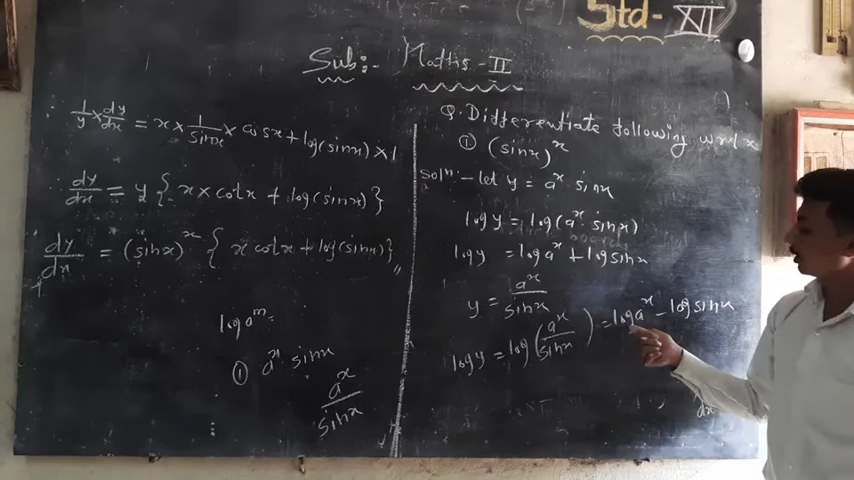 Std- XII
Sub:- Maths-II
1/y × dy/dx = x × 1/sinx × cosx + log(sinx) × 1
dy/dx = y { x × cotx + log(sinx) }
dy/dx = (sinx)^x { x cotx + log(sinx) } "
log a^m =
① a^x . sinx
a^x/sinx
Q. Differentiate following w.r.t x
① (sinx)^x
Solⁿ:- let y = a^x . sinx
log y = log(a^x . sinx)
log y = log a^x + log sinx
y = a^x/sinx
log y = log (a^x/sinx) = log a^x - log sinx
dx